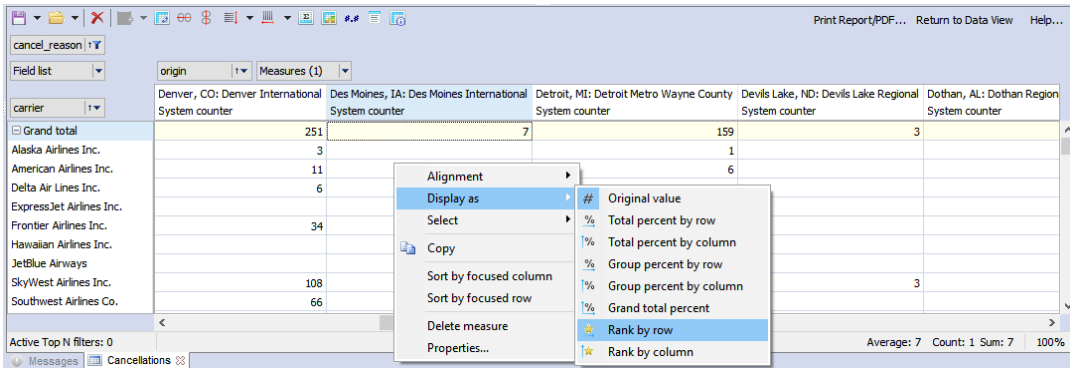 Print Report/PDF... Return to Data View Help...
cancel_reason
Field list origin Measures (1)
carrier
Denver, CO: Denver International Des Moines, IA: Des Moines International Detroit, MI: Detroit Metro Wayne County Devils Lake, ND: Devils Lake Regional Dothan, AL: Dothan Region
System counter System counter System counter System counter System counter
Grand total 251 7 159 3
Alaska Airlines Inc. 3 1
American Airlines Inc. 11 6
Delta Air Lines Inc. 6
ExpressJet Airlines Inc.
Frontier Airlines Inc. 34
Hawaiian Airlines Inc.
JetBlue Airways
SkyWest Airlines Inc. 108 3
Southwest Airlines Co. 66
Alignment
Display as
Select
Copy
Sort by focused column
Sort by focused row
Delete measure
Properties...
# Original value
% Total percent by row
% Total percent by column
% Group percent by row
% Group percent by column
% Grand total percent
Rank by row
Rank by column
Active Top N filters: 0 Average: 7 Count: 1 Sum: 7 100%
Messages Cancellations